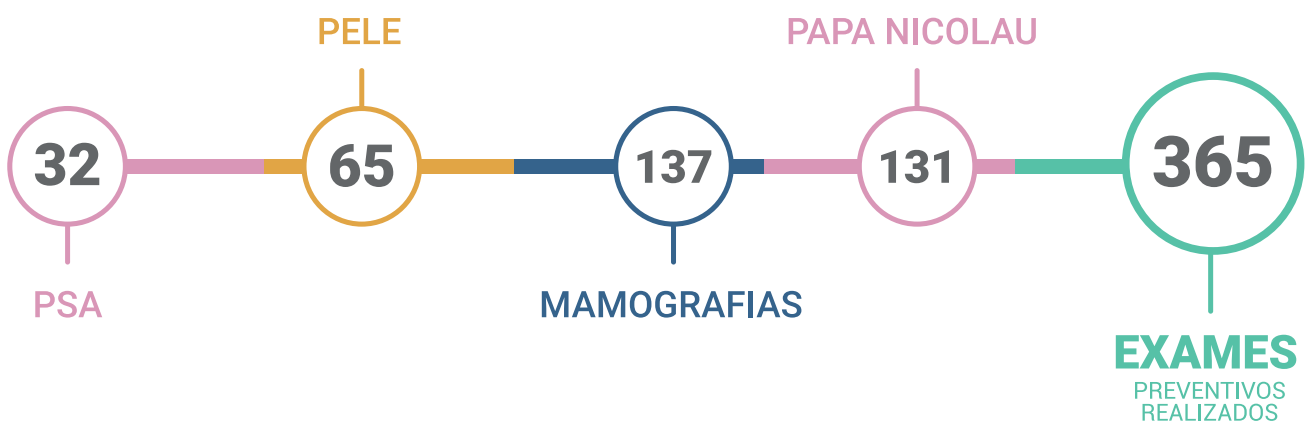 PELE
PAPA NICOLAU
32
65
137
131
365
PSA
MAMOGRAFIAS
EXAMES
PREVENTIVOS
REALIZADOS